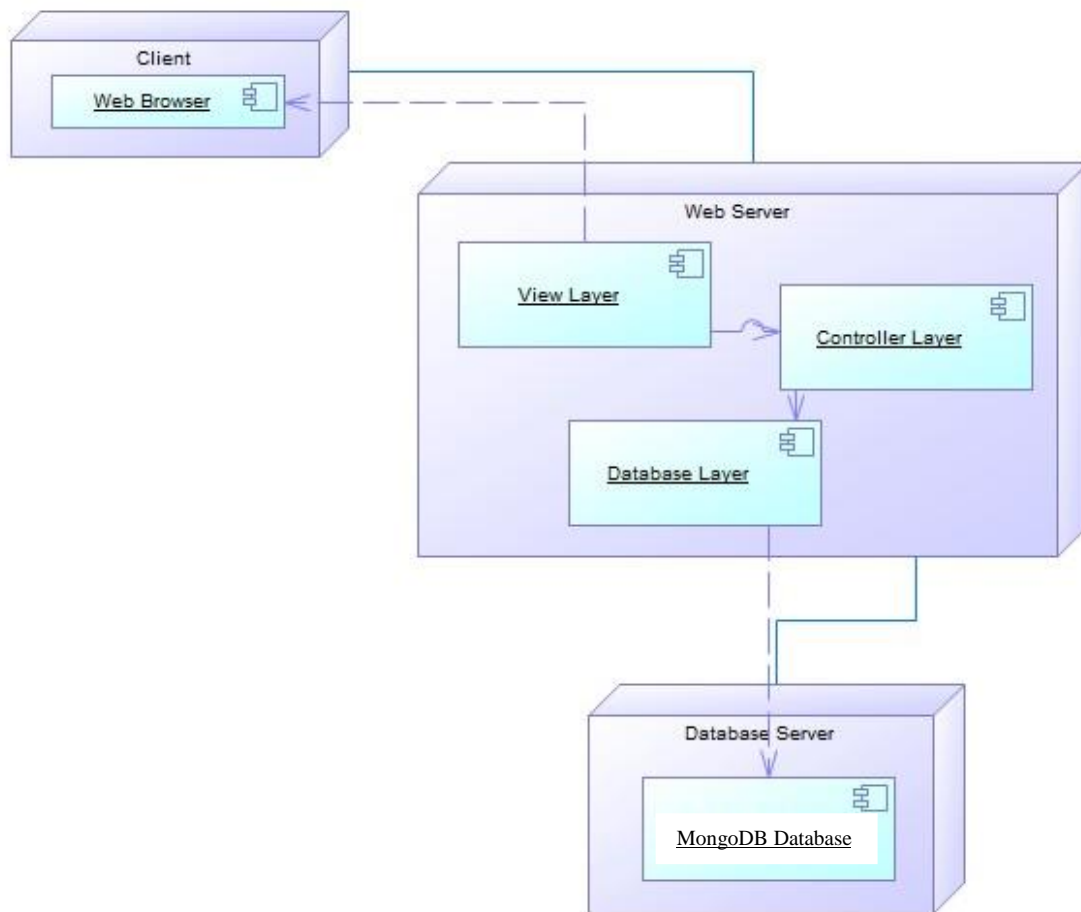 Client
Web Browser
Web Server
View Layer
Controller Layer
Database Layer
Database Server
MongoDB Database